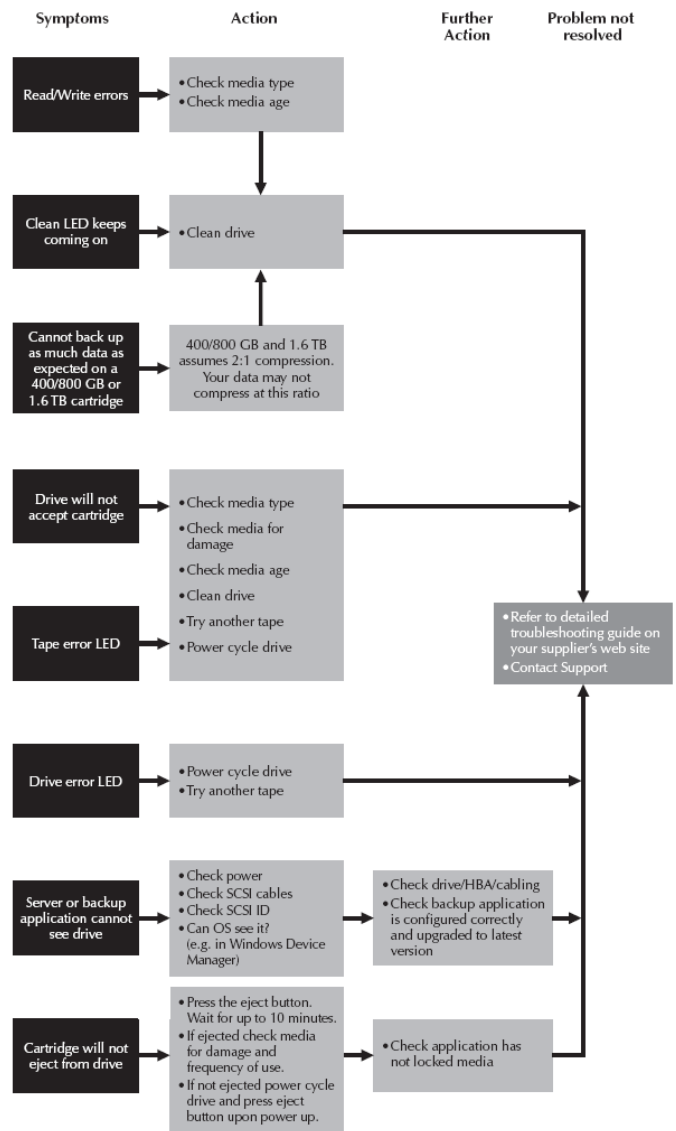 Symptoms
Action
Further
Action
Problem not
resolved
Read/Write errors
•Check media type
•Check media age
Clean LED keeps
coming on
•Clean drive
Cannot back up
as much data as
expected on a
400/800 GB or
1.6 TB cartridge
400/800 GB and 1.6 TB
assumes 2:1 compression.
Your data may not
compress at this ratio
Drive will not
accept cartridge
•Check media type
•Check media for
damage
•Check media age
•Clean drive
•Try another tape
•Power cycle drive
Tape error LED
•Refer to detailed
troubleshooting guide on
your supplier's web site
•Contact Support
Drive error LED
•Power cycle drive
•Try another tape
Server or backup
application cannot
see drive
•Check power
•Check SCSI cables
•Check SCSI ID
•Can OS see it?
(e.g. in Windows Device
Manager)
•Check drive/HBA/cabling
•Check backup application
is configured correctly
and upgraded to latest
version
Cartridge will not
eject from drive
•Press the eject button.
Wait for up to 10 minutes.
•If ejected check media
for damage and
frequency of use.
•If not ejected power cycle
drive and press eject
button upon power up.
•Check application has
not locked media